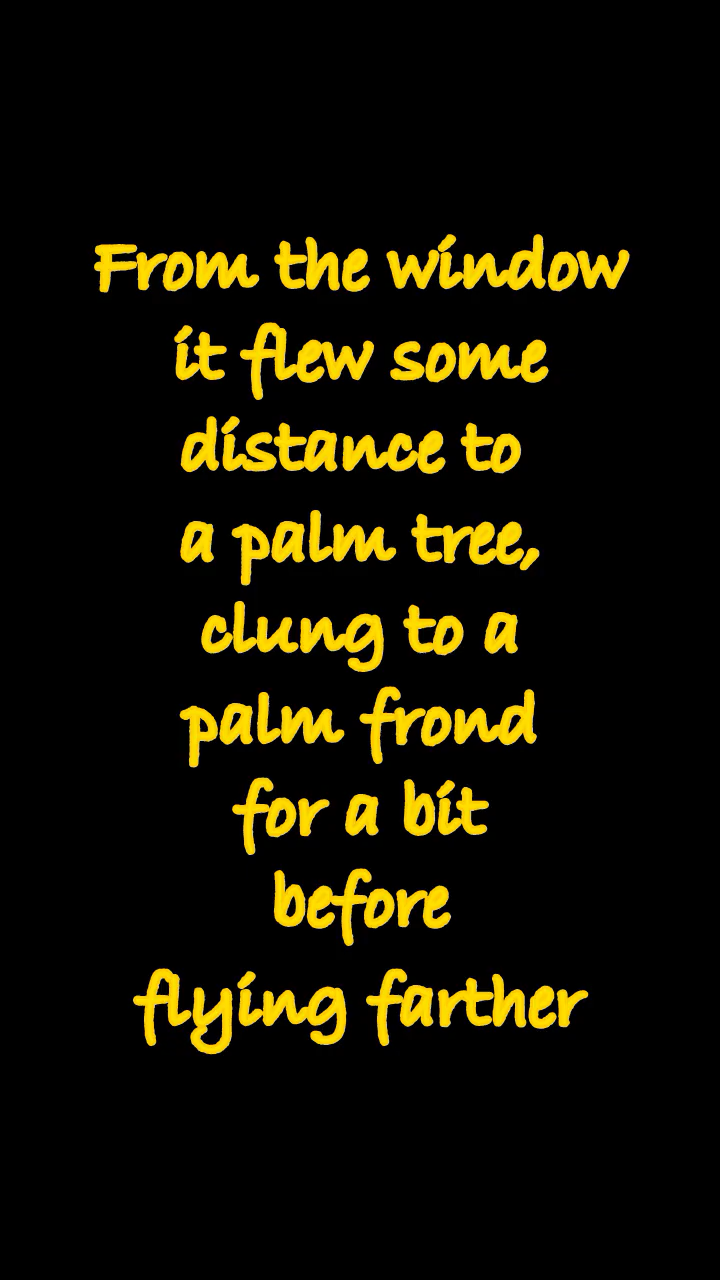 From the window
it flew some
distance to
a palm tree,
clung to a
palm frond
for a bit
before
flying farther